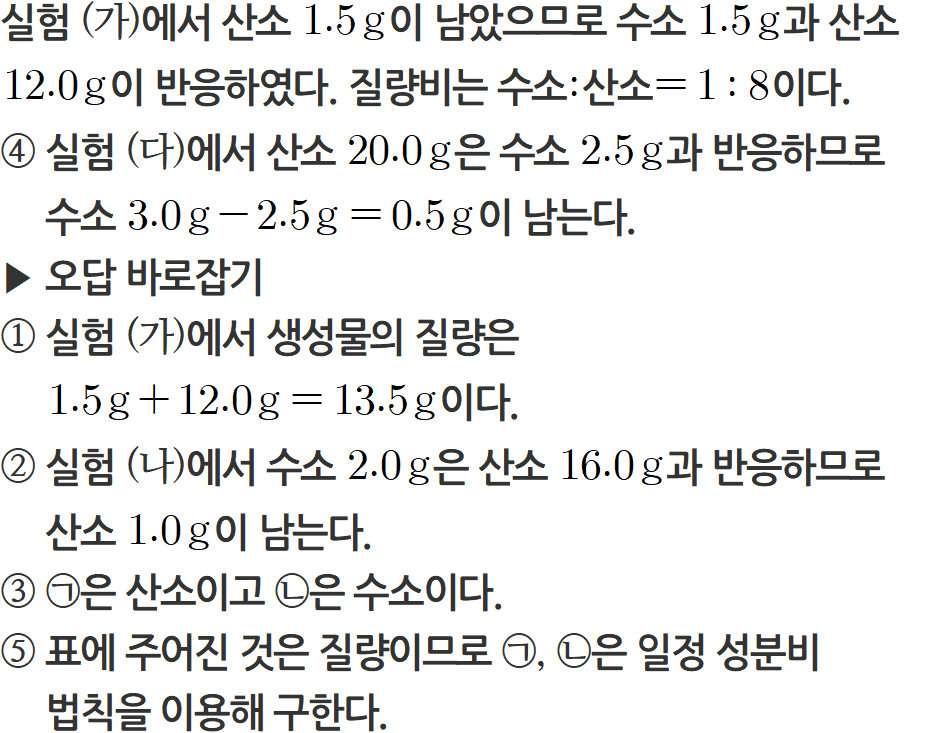 실험 (가)에서 산소 1.5 g이 남았으므로 수소 1.5 g과 산소
12.0 g이 반응하였다. 질량비는 수소:산소= 1 : 8이다.
④ 실험 (다)에서 산소 20.0 g은 수소 2.5 g과 반응하므로
수소 3.0 g − 2.5 g = 0.5 g이 남는다.
▶ 오답 바로잡기
① 실험 (가)에서 생성물의 질량은
1.5 g + 12.0 g = 13.5 g이다.
② 실험 (나)에서 수소 2.0 g은 산소 16.0 g과 반응하므로
산소 1.0 g이 남는다.
③ ㉠은 산소이고 ㉡은 수소이다.
⑤ 표에 주어진 것은 질량이므로 ㉠, ㉡은 일정 성분비
법칙을 이용해 구한다.